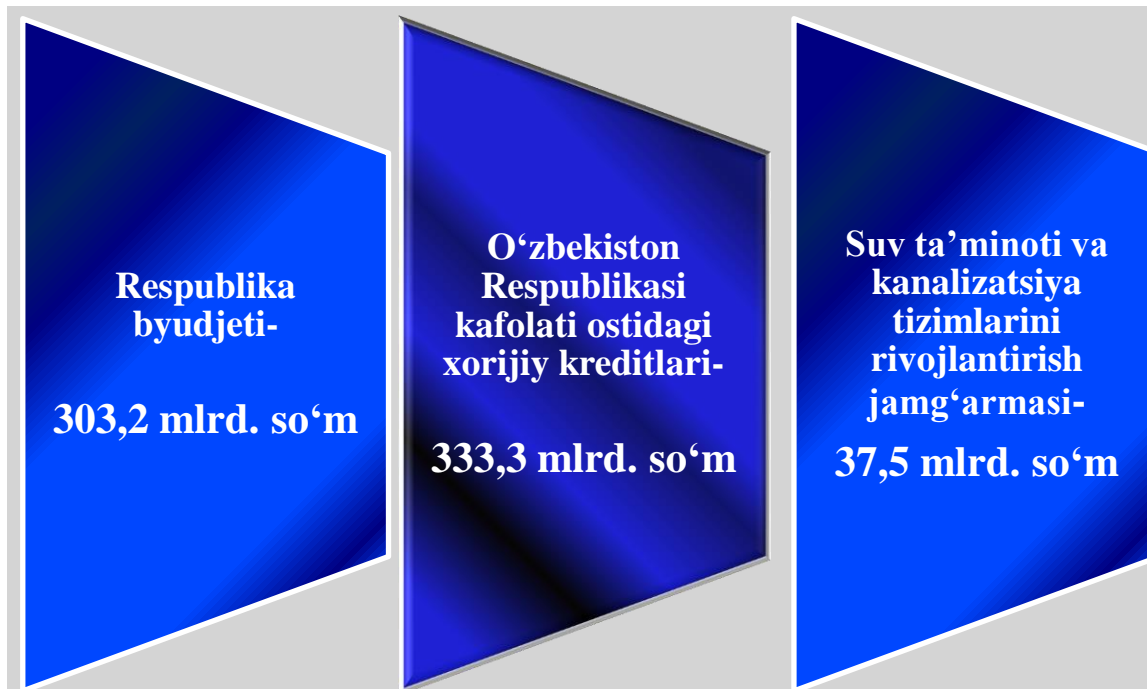 Respublika
byudjeti-
303,2 mlrd. so‘m
O‘zbekiston
Respublikasi
kafolati ostidagi
xorijiy kreditlari-
333,3 mlrd. so‘m
Suv ta’minoti va
kanalizatsiya
tizimlarini
rivojlantirish
jamg‘armasi-
37,5 mlrd. so‘m